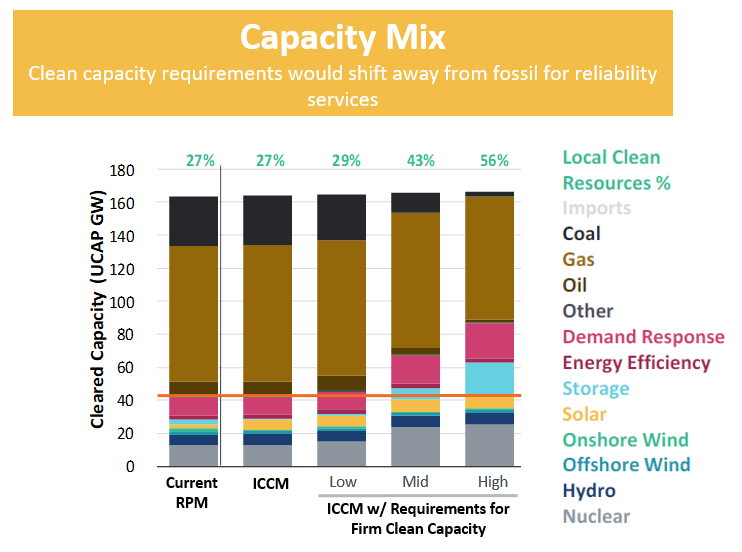 Capacity Mix
Clean capacity requirements would shift away from fossil for reliability
services
Cleared Capacity (UCAP GW)
180
160
140
120
100
80
60
40
20
0
27%
27%
29%
43%
56%
Current
RPM
ICCM
Low
Mid
High
ICCM w/ Requirements for
Firm Clean Capacity
Local Clean
Resources %
Imports
Coal
Gas
Oil
Other
Demand Response
Energy Efficiency
Storage
Solar
Onshore Wind
Offshore Wind
Hydro
Nuclear